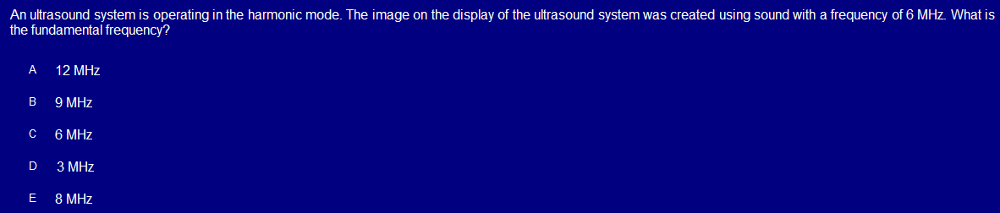 An ultrasound system is operating in the harmonic mode. The image on the display of the ultrasound system was created using sound with a frequency of 6 MHz. What is
the fundamental frequency?
A 12 MHz
B 9 MHz
C 6 MHz
D 3 MHz
E 8 MHz